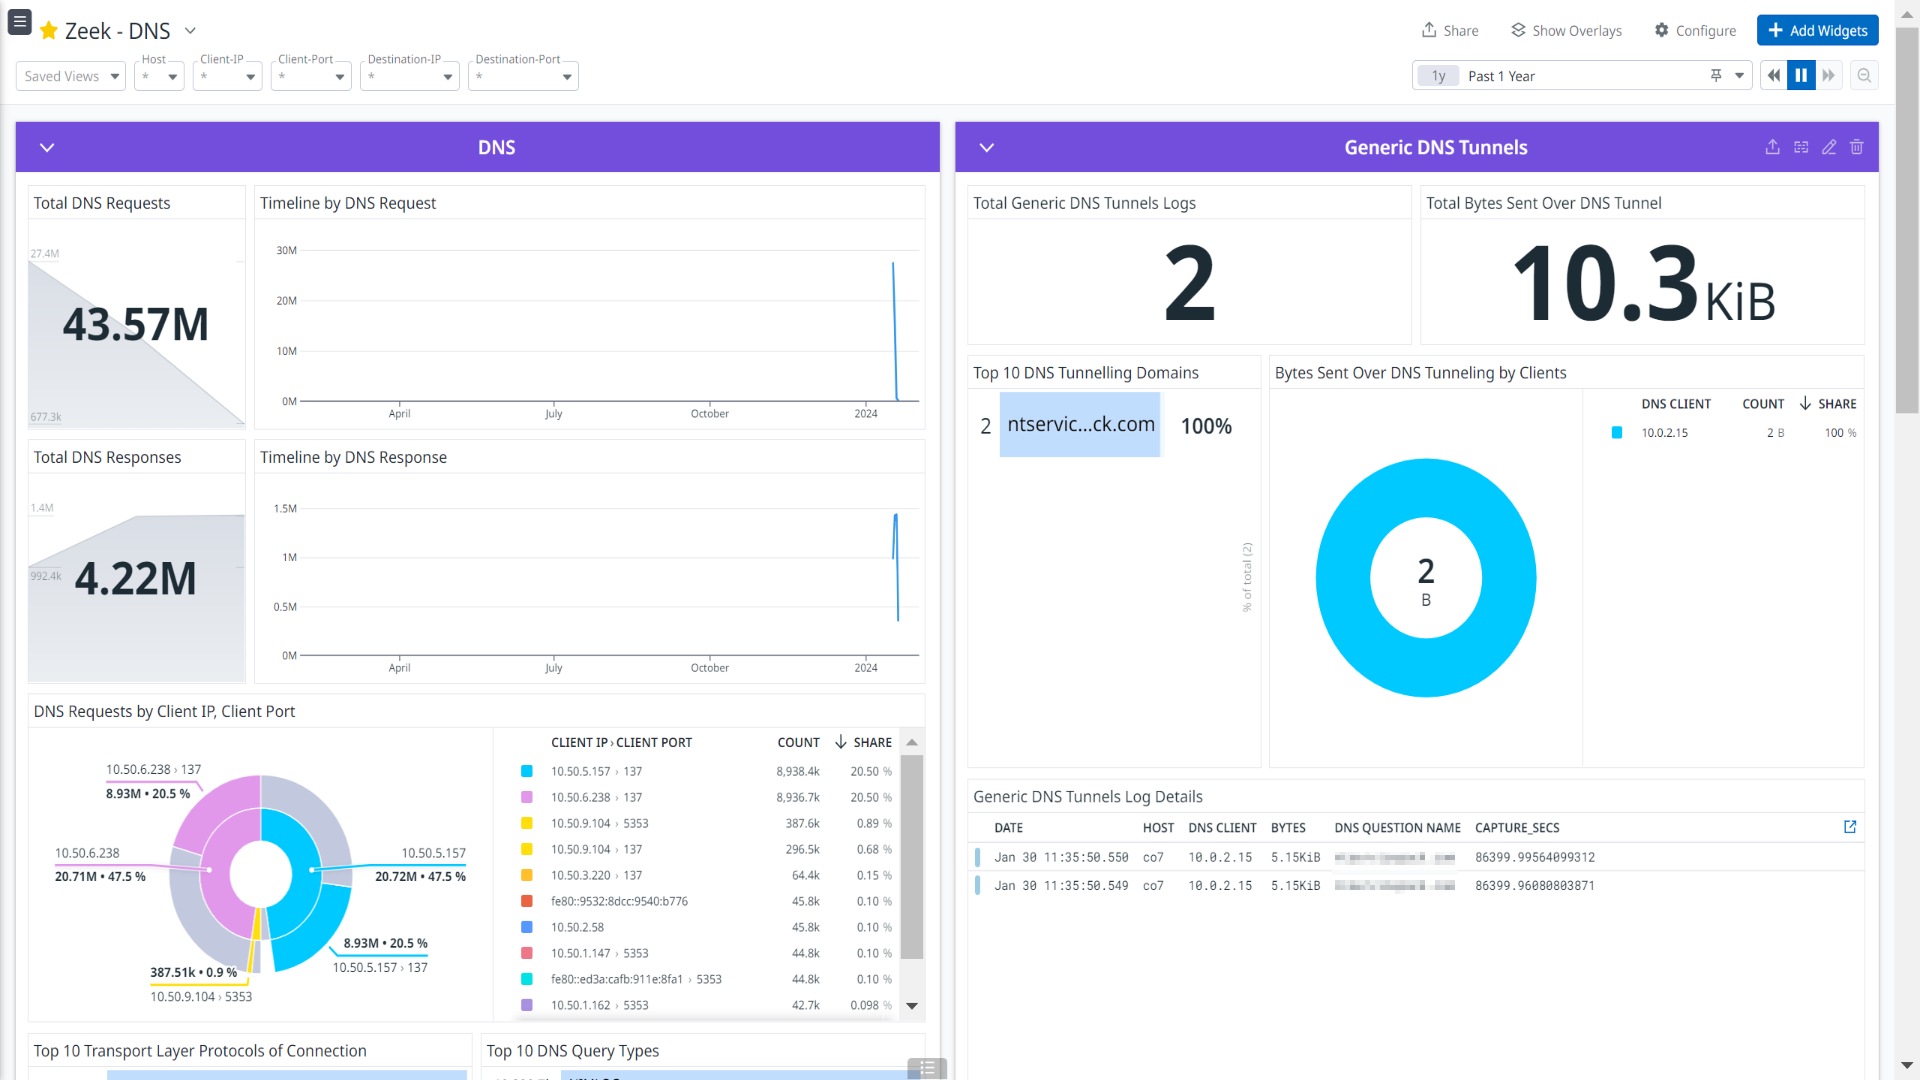 Zeek - DNS
Share
Show Overlays
Configure
Add Widgets
Saved Views
Host
*
Client-IP
*
Client-Port
*
Destination-IP
*
Destination-Port
*
1y
Past 1 Year
DNS
Total DNS Requests
27.4M
43.57M
677.3k
Timeline by DNS Request
30M
20M
10M
0M
April
July
October
2024
Total DNS Responses
1.4M
992.4k
4.22M
Timeline by DNS Response
1.5M
1M
0.5M
0M
April
July
October
2024
DNS Requests by Client IP, Client Port
10.50.6.238 › 137
8.93M • 20.5 %
10.50.6.238
20.71M • 47.5 %
10.50.5.157
20.72M • 47.5 %
8.93M • 20.5 %
10.50.5.157 › 137
387.51k • 0.9 %
10.50.9.104 › 5353
CLIENT IP › CLIENT PORT COUNT SHARE
10.50.5.157 › 137 8,938.4k 20.50 %
10.50.6.238 › 137 8,936.7k 20.50 %
10.50.9.104 › 5353 387.6k 0.89 %
10.50.9.104 › 137 296.5k 0.68 %
10.50.3.220 › 137 64.4k 0.15 %
fe80::9532:8dcc:9540:b776 45.8k 0.10 %
10.50.2.58 45.8k 0.10 %
10.50.1.147 › 5353 44.8k 0.10 %
fe80::ed3a:cafb:911e:8fa1 › 5353 44.8k 0.10 %
10.50.1.162 › 5353 42.7k 0.098 %
Top 10 Transport Layer Protocols of Connection
Top 10 DNS Query Types
Generic DNS Tunnels
Total Generic DNS Tunnels Logs
2
Total Bytes Sent Over DNS Tunnel
10.3 KiB
Top 10 DNS Tunnelling Domains
2 ntservic...ck.com 100%
% of total (2)
Bytes Sent Over DNS Tunneling by Clients
2
B
DNS CLIENT COUNT SHARE
10.0.2.15 2 B 100 %
Generic DNS Tunnels Log Details
DATE HOST DNS CLIENT BYTES DNS QUESTION NAME CAPTURE_SECS
Jan 30 11:35:50.550 co7 10.0.2.15 5.15KiB 86399.99564099312
Jan 30 11:35:50.549 co7 10.0.2.15 5.15KiB 86399.96080803871